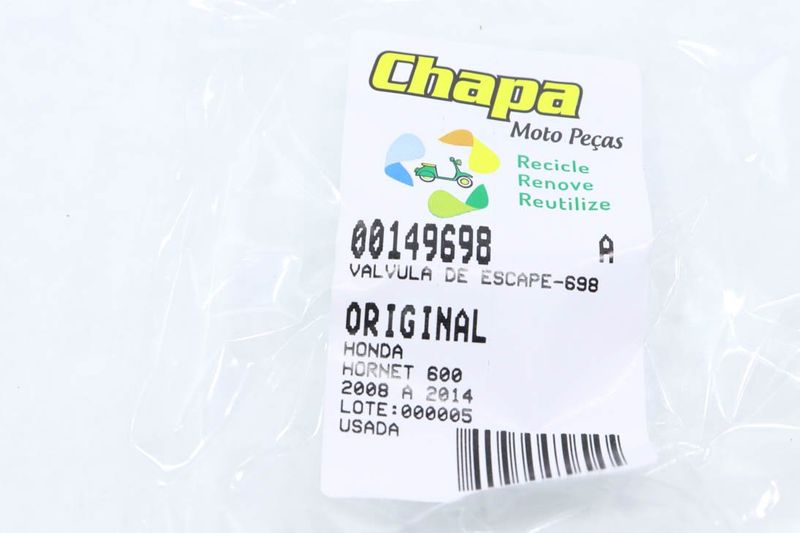 Chapa
Moto Peças
Recicle
Renove
Reutilize
00149698 A
VALVULA DE ESCAPE-698
ORIGINAL
HONDA
HORNET 600
2008 A 2014
LOTE:000005
USADA